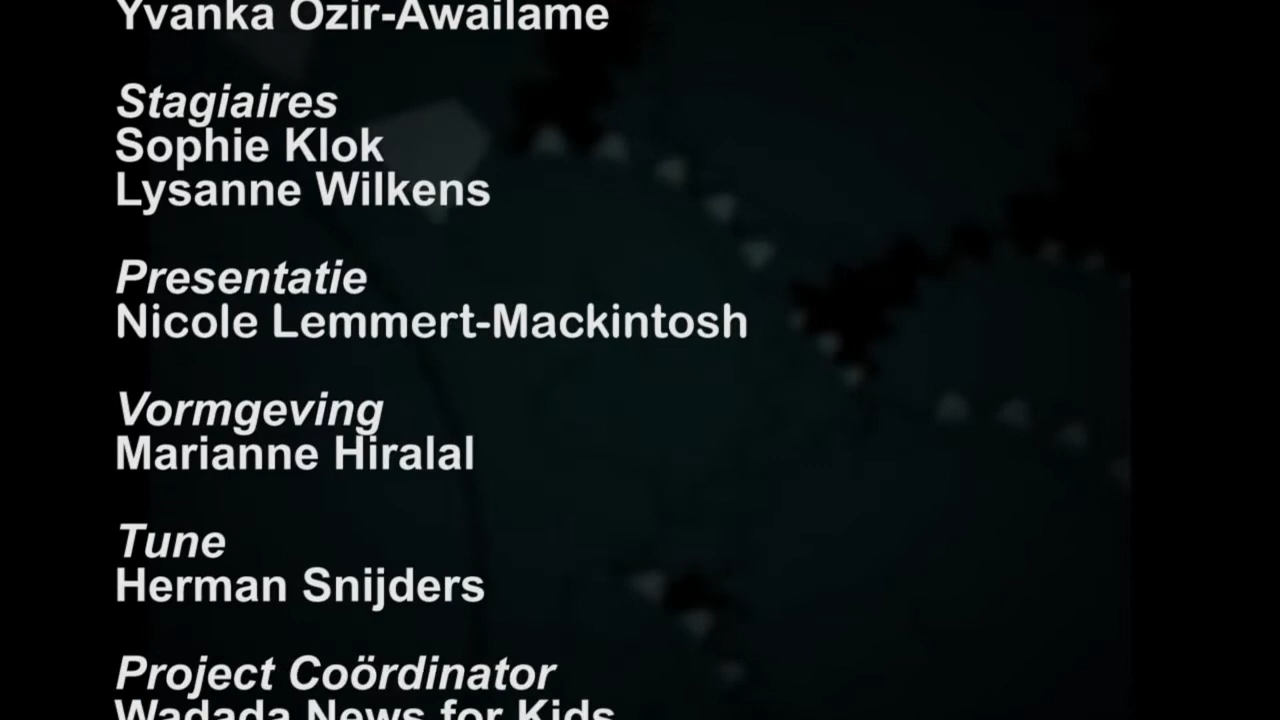 Yvanka Ozir-Awailame
Stagiaires
Sophie Klok
Lysanne Wilkens
Presentatie
Nicole Lemmert-Mackintosh
Vormgeving
Marianne Hiralal
Tune
Herman Snijders
Project Coördinator
Wadada News for Kids